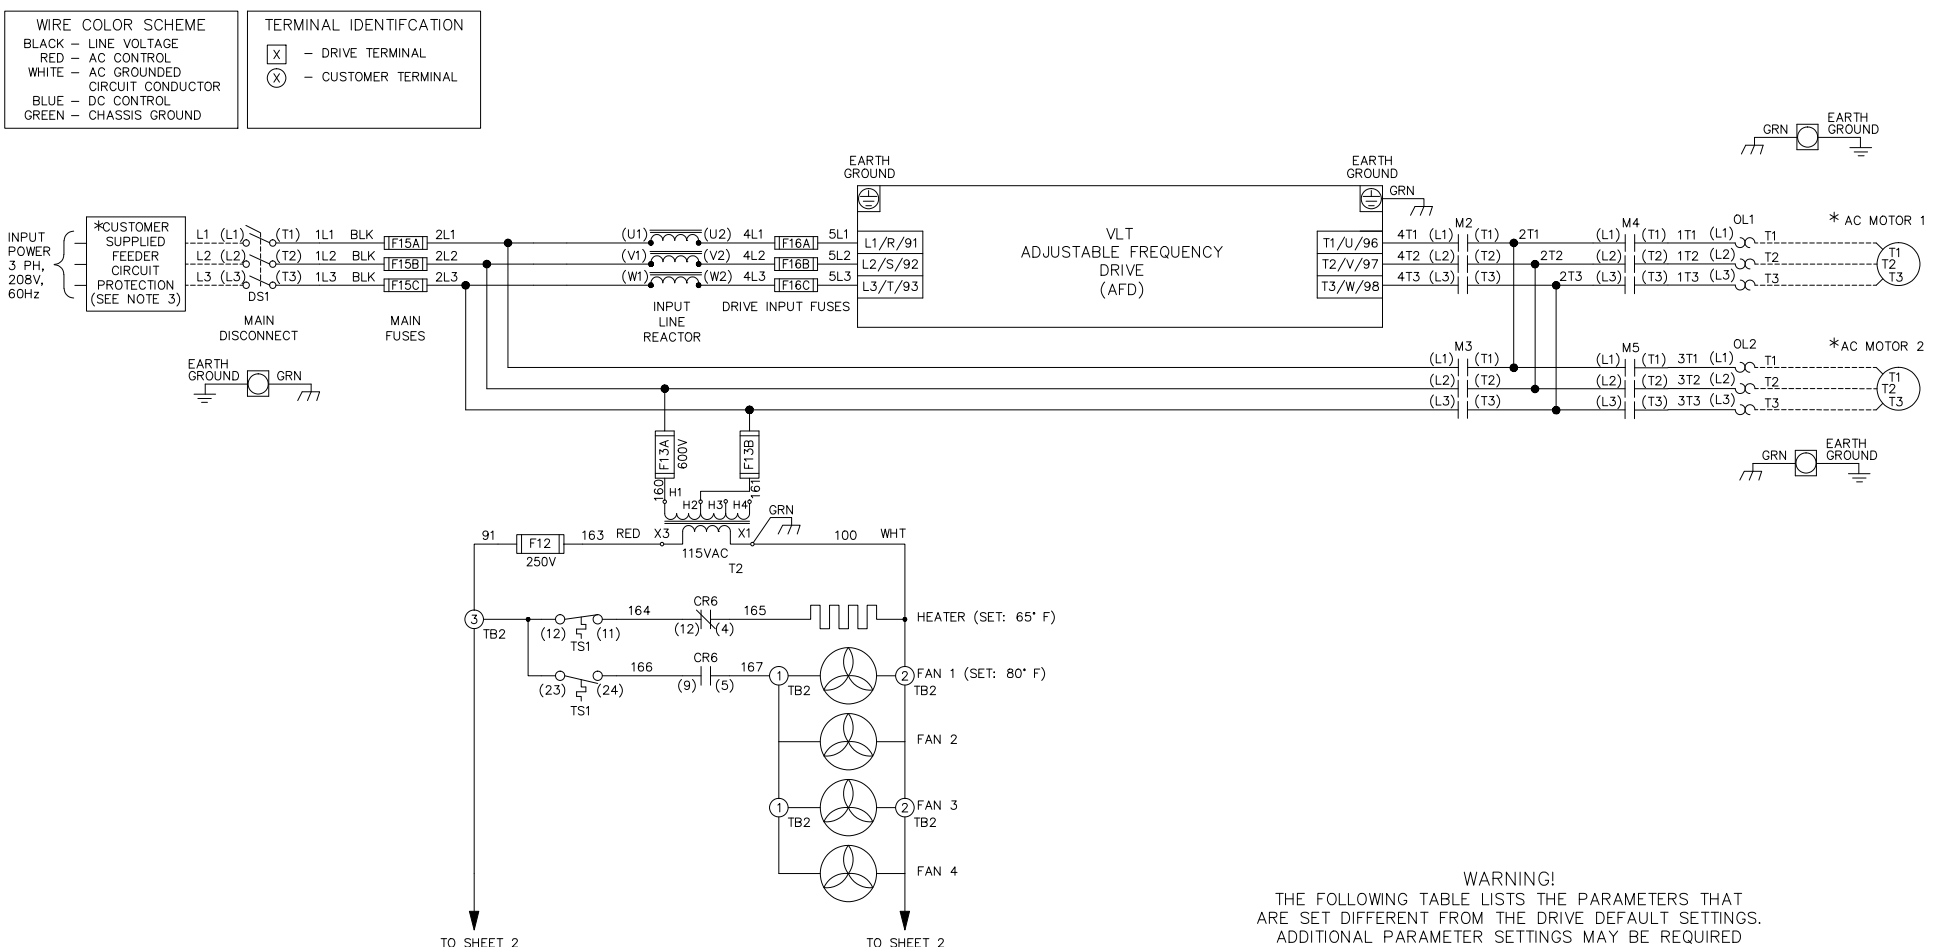 WIRE COLOR SCHEME
BLACK – LINE VOLTAGE
RED – AC CONTROL
WHITE – AC GROUNDED
CIRCUIT CONDUCTOR
BLUE – DC CONTROL
GREEN – CHASSIS GROUND
TERMINAL IDENTIFCATION
X – DRIVE TERMINAL
X – CUSTOMER TERMINAL
GRN EARTH
GROUND
INPUT
POWER
3 PH,
208V,
60Hz
*CUSTOMER
SUPPLIED
FEEDER
CIRCUIT
PROTECTION
(SEE NOTE 3)
L1 (L1) (T1) 1L1 BLK F15A 2L1
L2 (L2) (T2) 1L2 BLK F15B 2L2
L3 (L3) (T3) 1L3 BLK F15C 2L3
DS1
MAIN
DISCONNECT
MAIN
FUSES
EARTH
GROUND GRN
(U1) (U2) 4L1 F16A 5L1
(V1) (V2) 4L2 F16B 5L2
(W1) (W2) 4L3 F16C 5L3
INPUT
LINE
REACTOR
DRIVE INPUT FUSES
EARTH
GROUND
L1/R/91
L2/S/92
L3/T/93
VLT
ADJUSTABLE FREQUENCY
DRIVE
(AFD)
EARTH
GROUND
GRN
T1/U/96
T2/V/97
T3/W/98
M2 M4 OL1 * AC MOTOR 1
4T1 (L1) (T1) 2T1 (L1) (T1) 1T1 (L1) T1
4T2 (L2) (T2) 2T2 (L2) (T2) 1T2 (L2) T2
4T3 (L3) (T3) 2T3 (L3) (T3) 1T3 (L3) T3
T1
T2
T3
M3 M5 OL2 *AC MOTOR 2
(L1) (T1) (L1) (T1) 3T1 (L1) T1
(L2) (T2) (L2) (T2) 3T2 (L2) T2
(L3) (T3) (L3) (T3) 3T3 (L3) T3
T1
T2
T3
GRN EARTH
GROUND
F13A
600V
F13B
160
161
H1
H2 H3 H4
GRN
91 F12 163 RED X3 X1 100 WHT
250V
115VAC
T2
3
TB2
(12) (11) 164 CR6 165 HEATER (SET: 65° F)
TS1
(12) (4)
(23) (24) 166 CR6 167 1 2 FAN 1 (SET: 80° F)
TS1
(9) (5)
TB2 TB2
FAN 2
1 2 FAN 3
TB2 TB2
FAN 4
TO SHEET 2
TO SHEET 2
WARNING!
THE FOLLOWING TABLE LISTS THE PARAMETERS THAT
ARE SET DIFFERENT FROM THE DRIVE DEFAULT SETTINGS.
ADDITIONAL PARAMETER SETTINGS MAY BE REQUIRED